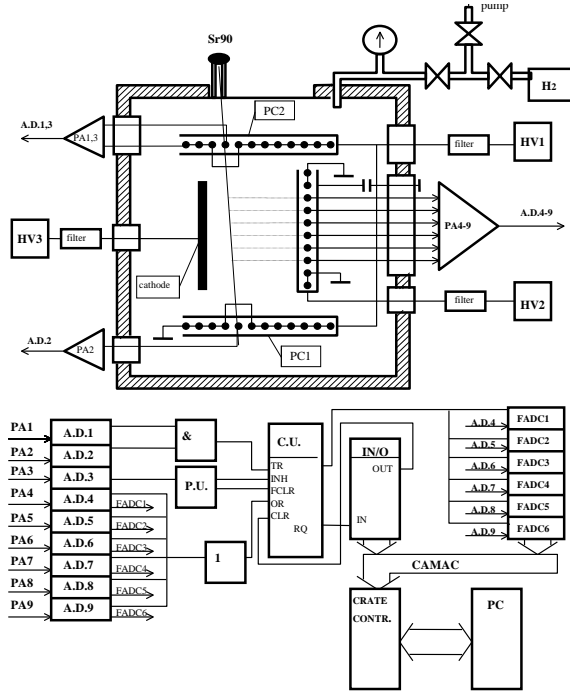 pump
Sr90
H2
PC2
A.D.1,3
PA1,3
filter
HV1
HV3
filter
PA4-9
A.D.4-9
cathode
filter
HV2
A.D.2
PA2
PC1
PA1
A.D.1
PA2
A.D.2
PA3
A.D.3
PA4
A.D.4
FADC1
PA5
A.D.5
FADC2
PA6
A.D.6
FADC3
PA7
A.D.7
FADC4
PA8
A.D.8
FADC5
PA9
A.D.9
FADC6
&
P.U.
1
C.U.
TR
INH
FCLR
OR
CLR
RQ
IN/O
OUT
IN
A.D.4
FADC1
A.D.5
FADC2
A.D.6
FADC3
A.D.7
FADC4
A.D.8
FADC5
A.D.9
FADC6
CAMAC
CRATE
CONTR.
PC